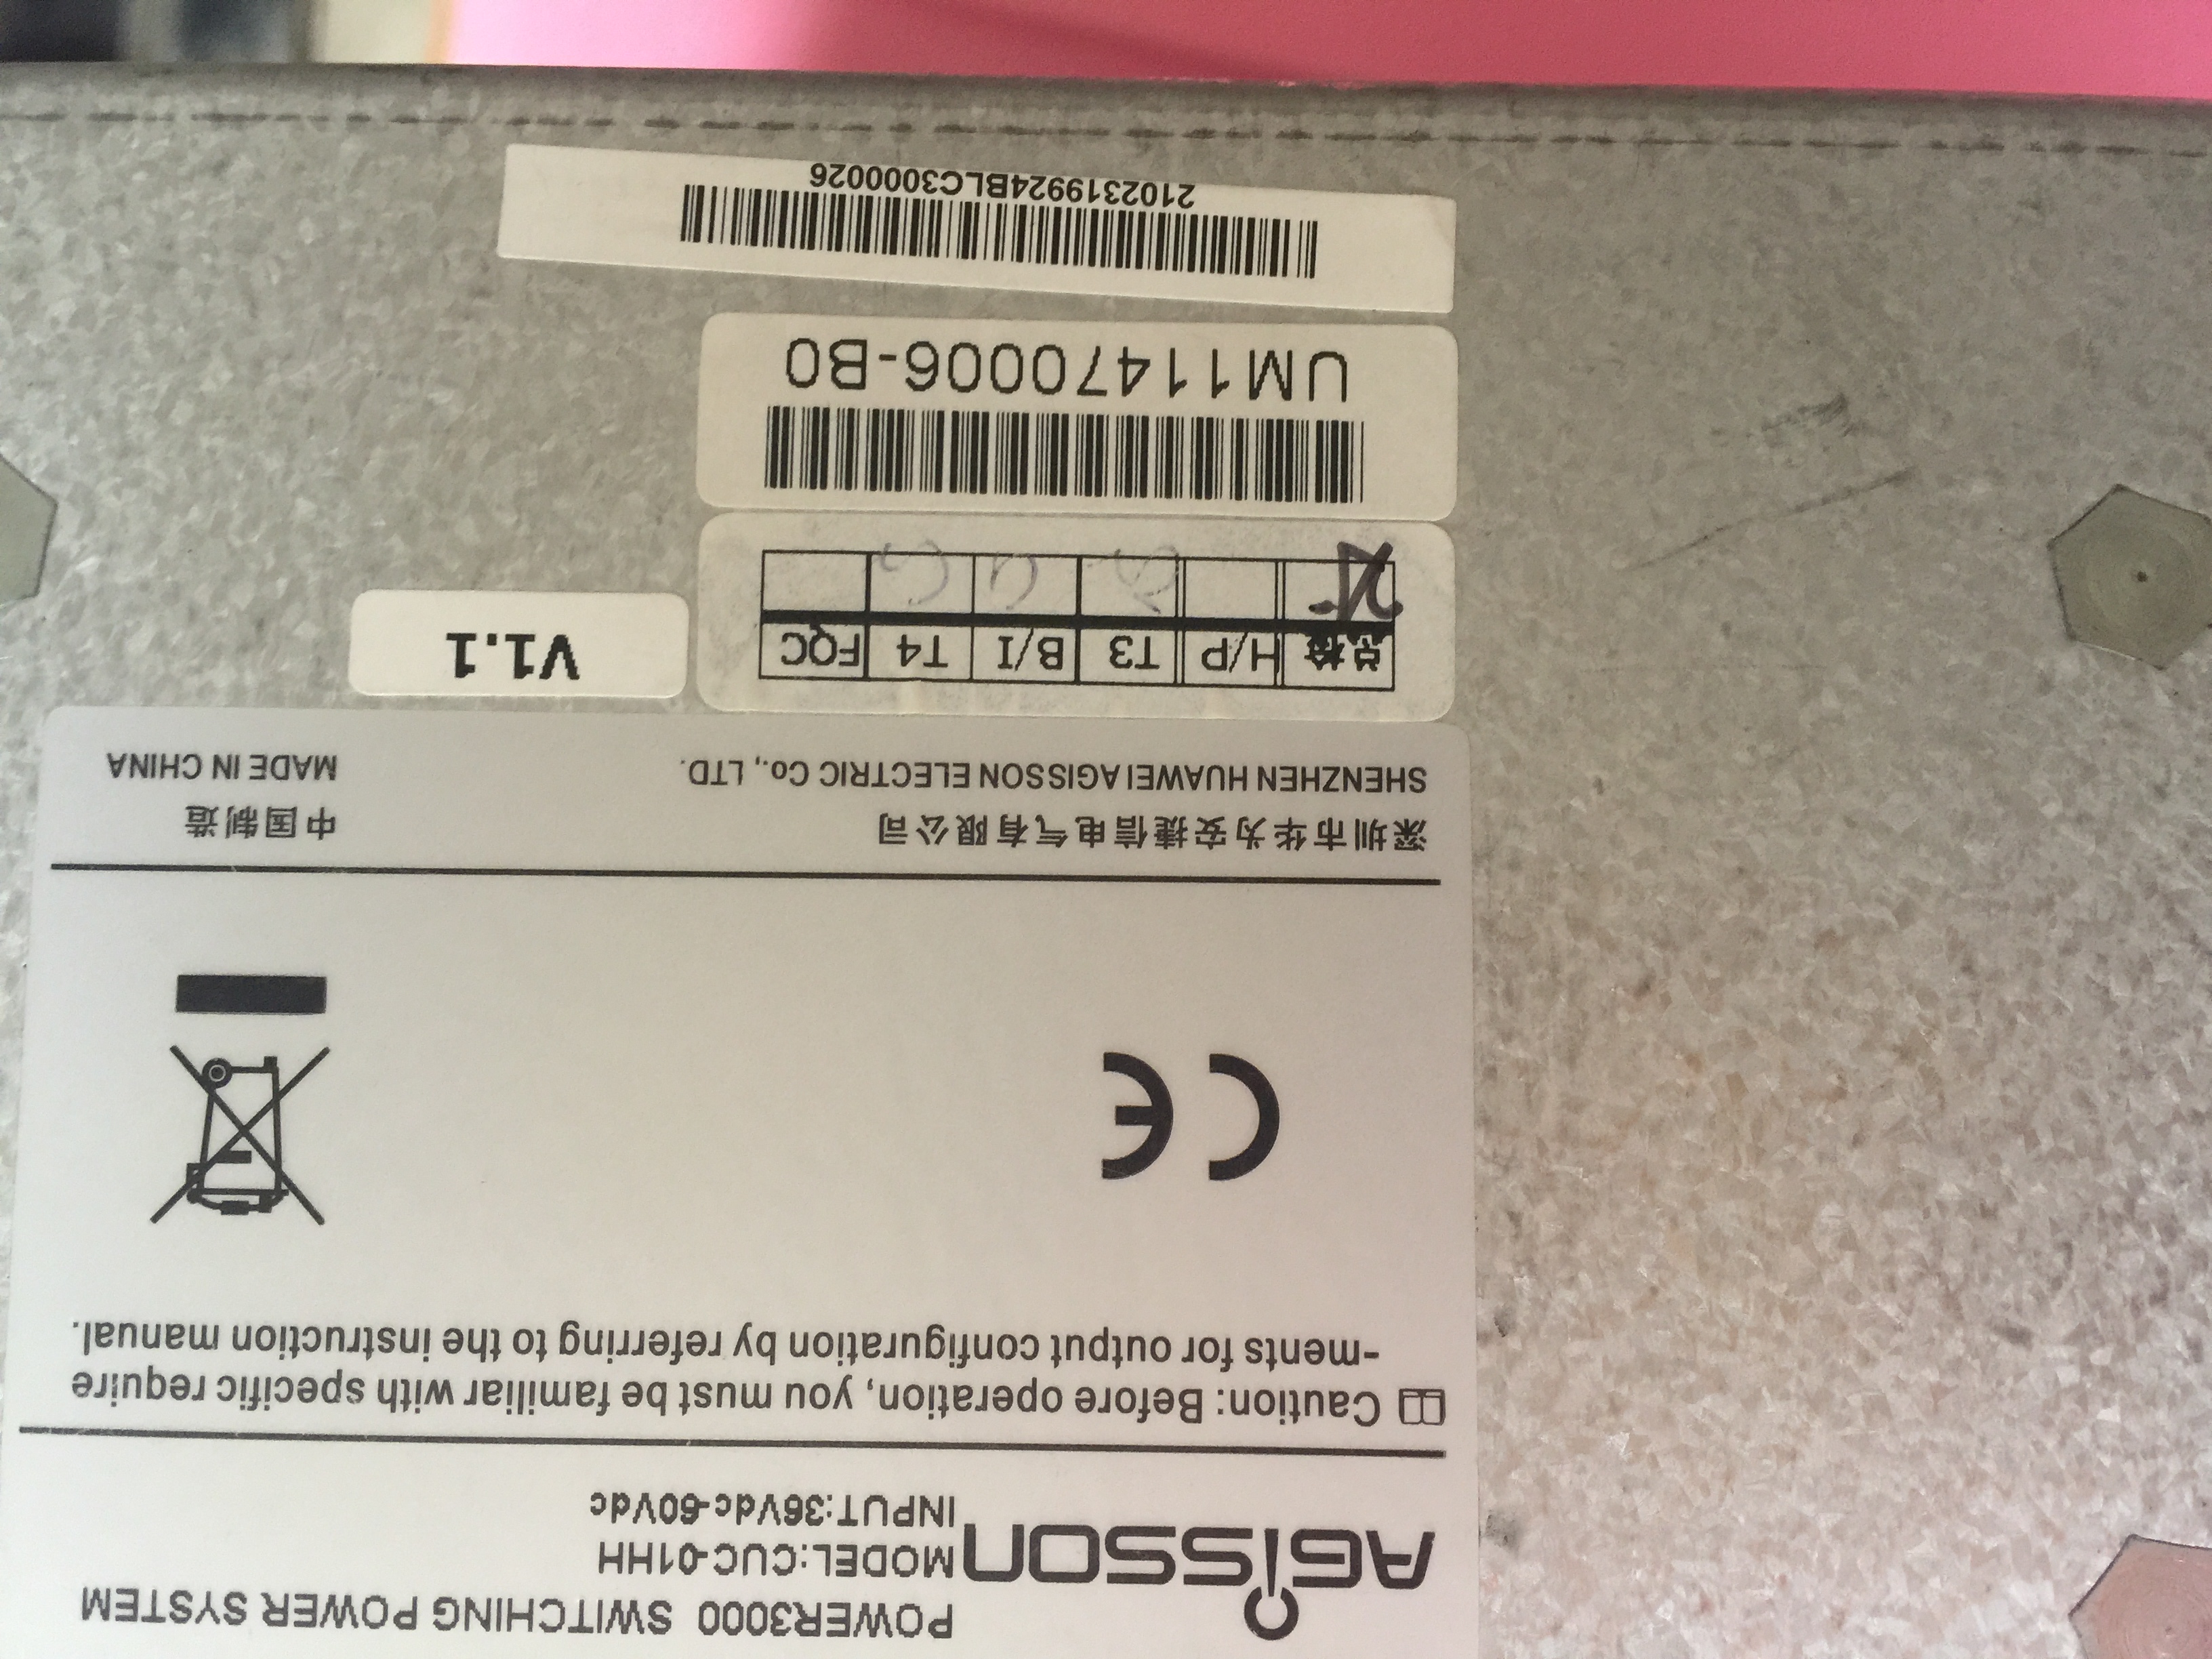 AGISSON
POWER3000 SWITCHING POWER SYSTEM
MODEL:CUC-01HH
INPUT:36Vdc-60Vdc
Caution: Before operation, you must be familiar with specific require
-ments for output configuration by referring to the instruction manual.
CE
深圳市华为安捷信电气有限公司
中国制造
SHENZHEN HUAWEI AGISSON ELECTRIC Co., LTD.
MADE IN CHINA
总检 H/P T3 B/I T4 FQC
V1.1
UM11470006-B0
2102319924BLC3000026